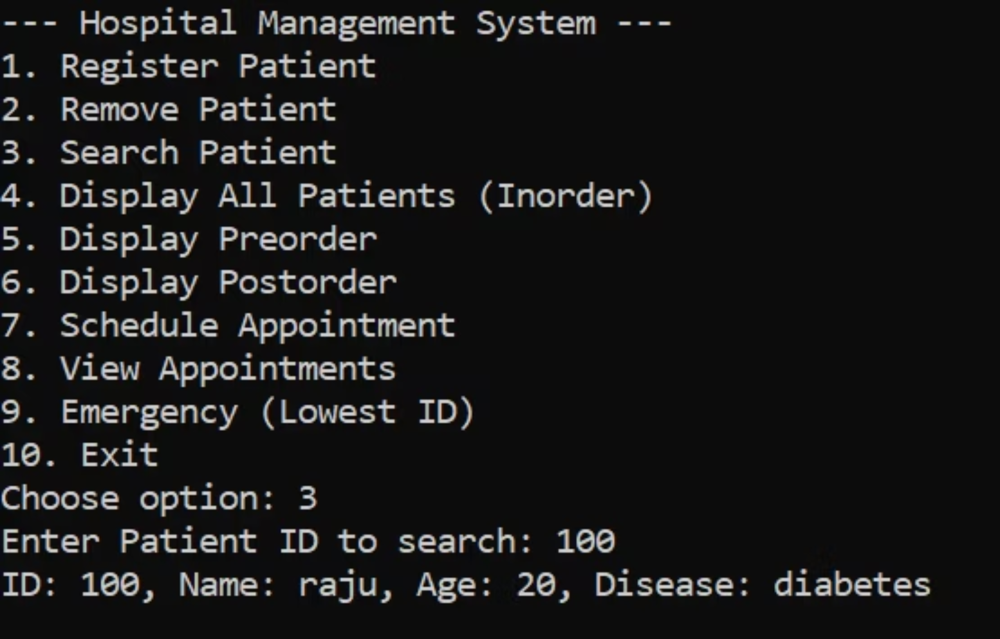 --- Hospital Management System ---
1. Register Patient
2. Remove Patient
3. Search Patient
4. Display All Patients (Inorder)
5. Display Preorder
6. Display Postorder
7. Schedule Appointment
8. View Appointments
9. Emergency (Lowest ID)
10. Exit
Choose option: 3
Enter Patient ID to search: 100
ID: 100, Name: raju, Age: 20, Disease: diabetes